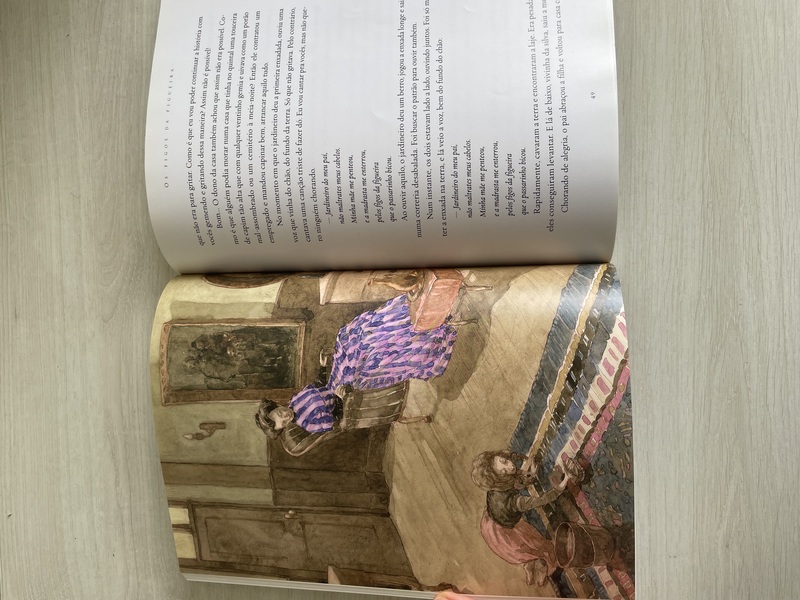 OS FIGOS DA FIGUEIRA
que não era para gritar. Como é que eu vou poder continuar a história com
vocês gemendo e gritando dessa maneira? Assim não é possível!
Bom... O dono da casa também achou que assim não era possível. Co-
mo é que alguém podia morar numa casa que tinha no quintal uma touceira
de capim tão alta que com qualquer ventinho gemia e uivava como um porão
mal-assombrado ou um cemitério à meia-noite? Então ele contratou um
empregado e mandou capinar bem, arrancar aquilo tudo.
No momento em que o jardineiro deu a primeira enxadada, ouviu uma
voz que vinha do chão, do fundo da terra. Só que não gritava. Pelo contrário,
cantava uma canção triste de fazer dó. Eu vou cantar pra vocês, mas não que-
ro ninguém chorando.
— Jardineiro do meu pai,
não maltrates meus cabelos.
Minha mãe me penteou,
e a madrasta me enterrou,
pelos figos da figueira
que o passarinho bicou.
Ao ouvir aquilo, o jardineiro deu um berro, jogou a enxada longe e sai
numa correria desabalada. Foi buscar o patrão para ouvir também.
Num instante, os dois estavam lado a lado, ouvindo juntos. Foi só m
ter a enxada na terra, e lá veio a voz, bem do fundo do chão:
— Jardineiro do meu pai,
não maltrates meus cabelos.
Minha mãe me penteou,
e a madrasta me enterrou,
pelos figos da figueira
que o passarinho bicou.
Rapidamente, cavaram a terra e encontraram a laje. Era pesada
eles conseguiram levantar. E lá de baixo, vivinha da silva, saiu a me
Chorando de alegria, o pai abraçou a filha e voltou para casa c
49